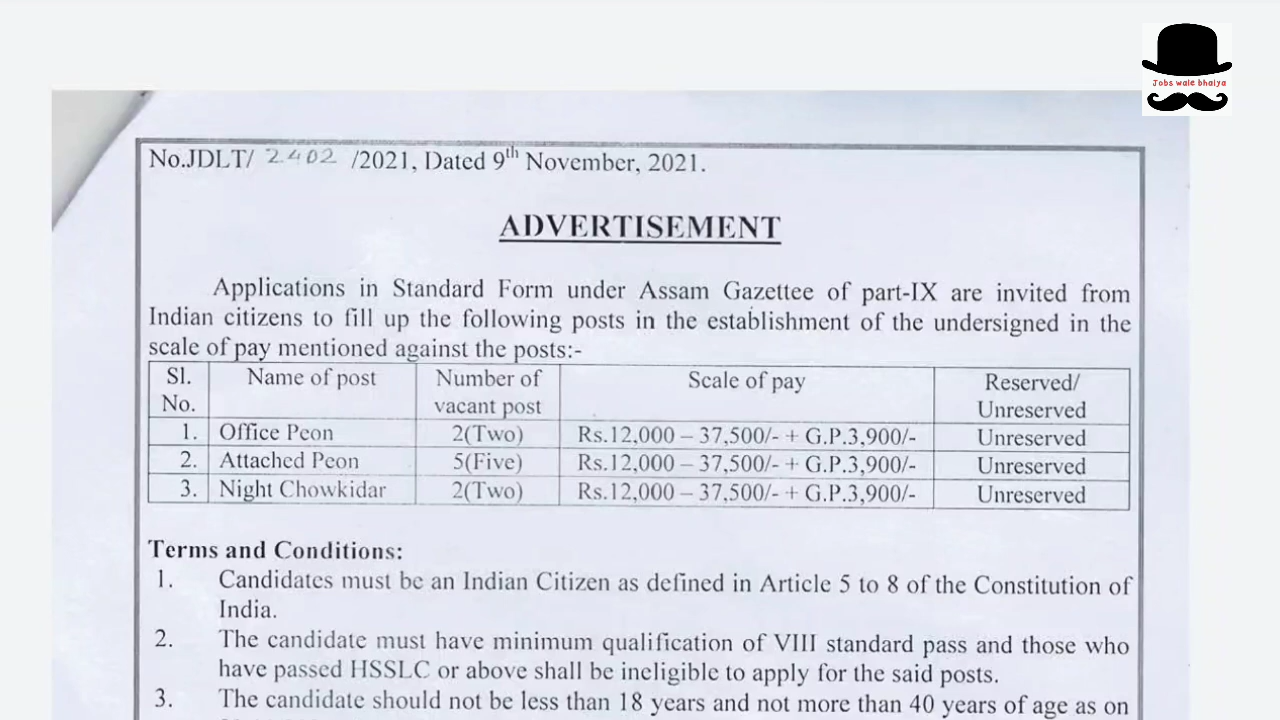 Jobs wale bhaiya
No.JDLT/ 2402 /2021, Dated 9th November, 2021.
ADVERTISEMENT
Applications in Standard Form under Assam Gazettee of part-IX are invited from
Indian citizens to fill up the following posts in the establishment of the undersigned in the
scale of pay mentioned against the posts:-
Sl. No. Name of post Number of vacant post Scale of pay Reserved/ Unreserved
1. Office Peon 2(Two) Rs.12,000 – 37,500/- + G.P.3,900/- Unreserved
2. Attached Peon 5(Five) Rs.12,000 – 37,500/- + G.P.3,900/- Unreserved
3. Night Chowkidar 2(Two) Rs.12,000 – 37,500/- + G.P.3,900/- Unreserved
Terms and Conditions:
1. Candidates must be an Indian Citizen as defined in Article 5 to 8 of the Constitution of
India.
2. The candidate must have minimum qualification of VIII standard pass and those who
have passed HSSLC or above shall be ineligible to apply for the said posts.
3. The candidate should not be less than 18 years and not more than 40 years of age as on